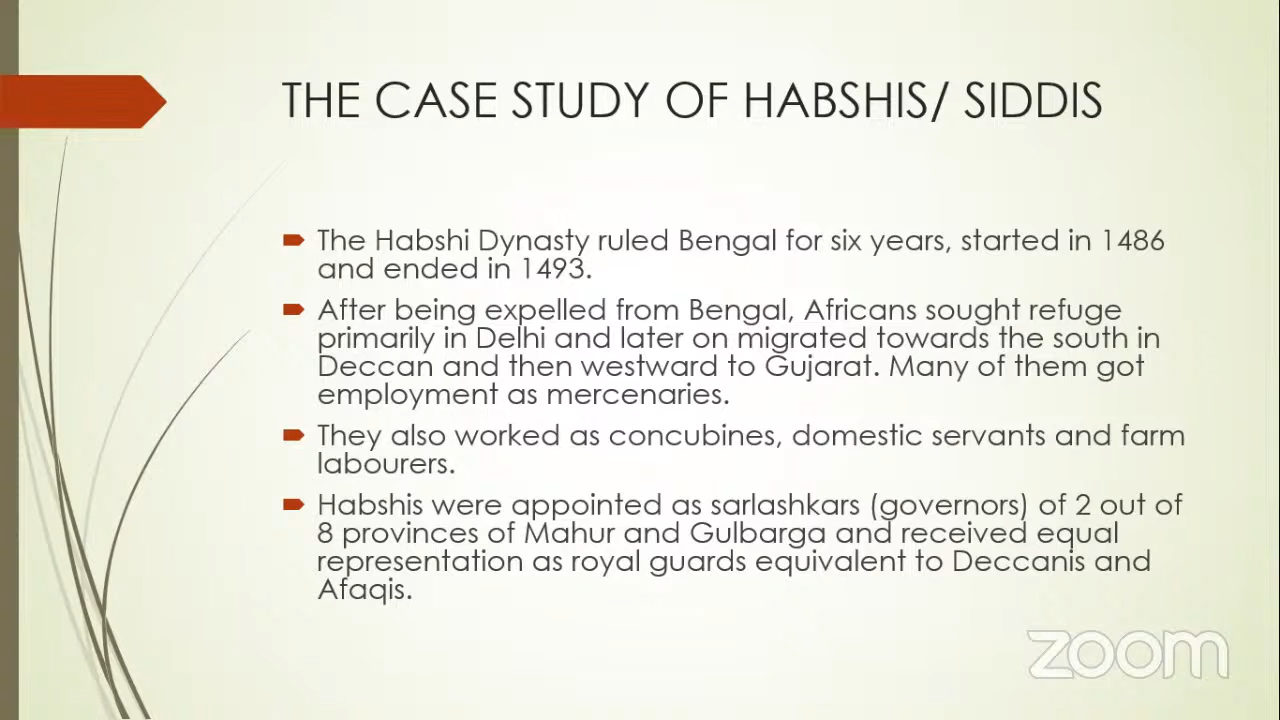 THE CASE STUDY OF HABSHIS/ SIDDIS
The Habshi Dynasty ruled Bengal for six years, started in 1486
and ended in 1493.
After being expelled from Bengal, Africans sought refuge
primarily in Delhi and later on migrated towards the south in
Deccan and then westward to Gujarat. Many of them got
employment as mercenaries.
They also worked as concubines, domestic servants and farm
labourers.
Habshis were appointed as sarlashkars (governors) of 2 out of
8 provinces of Mahur and Gulbarga and received equal
representation as royal guards equivalent to Deccanis and
Afaqis.
zoom